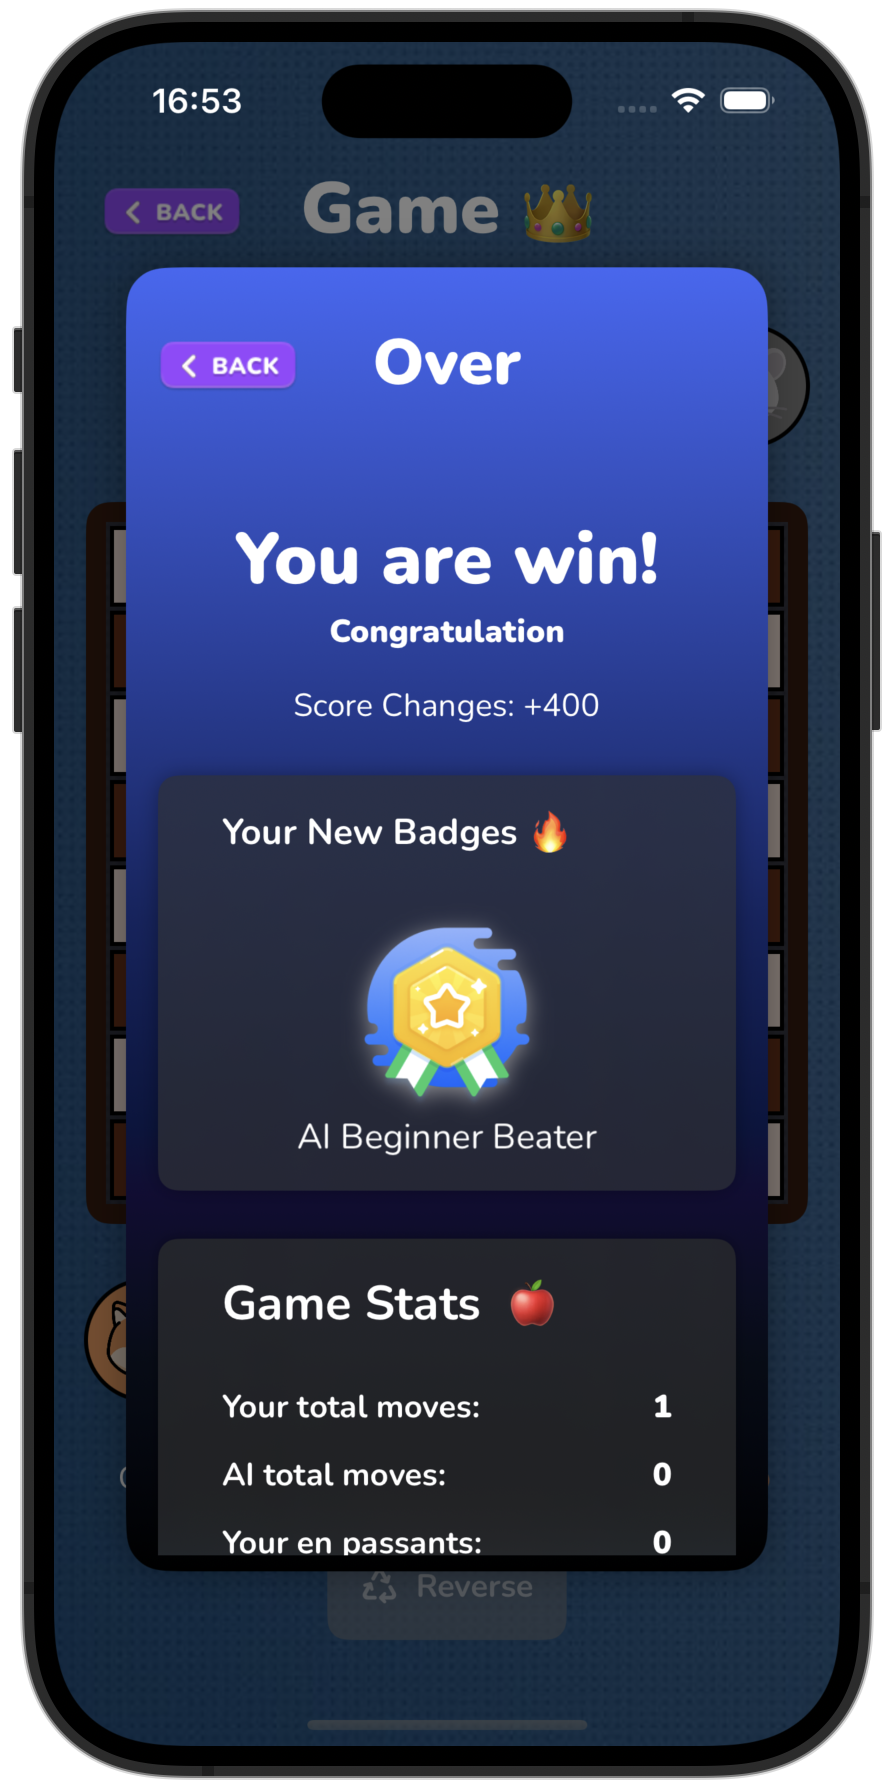 16:53
BACK
Game
BACK
Over
You are win!
Congratulation
Score Changes: +400
Your New Badges
AI Beginner Beater
Game Stats
Your total moves: 1
AI total moves: 0
Your en passants: 0
Reverse